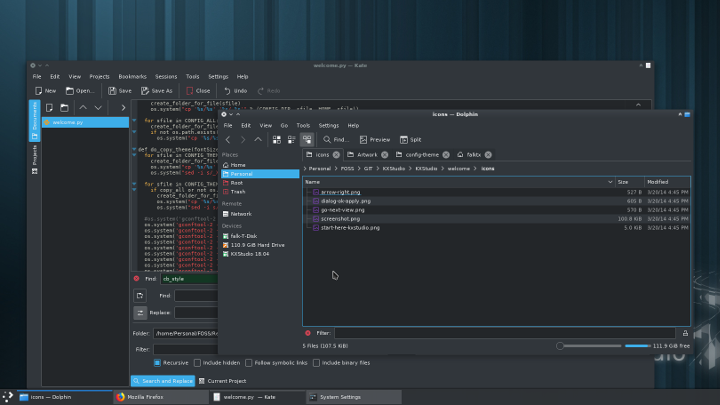 welcome.py — Kate
File Edit View Projects Bookmarks Sessions Tools Settings Help
New Open... Save Save As Close Undo Redo
Documents
Projects
welcome.py
create_folder_for_file(sfile)
for sfile in CONFIG_ALL
create_folder_for_file
if not os.path.exists
os.system("cp
def do_copy_theme(fontSize
for sfile in CONFIG_THEM
create_folder_for_file
os.system("cp
os.system("sed -i
for sfile in CONFIG_THEM
if copy_all or not os.
create_folder_for_fi
os.system("cp
os.system("sed -i
#os.system("gconftool-2
os.system("gconftool-2
os.system("gconftool-2
os.system("gconftool-2
os.system("gconftool-2
os.system("gconftool-2
os.system("gconftool-2
os.system("gconftool-2
Find: cb_style
Find:
Replace:
Folder: /home/Personal/FOSS/
Filter:
Recursive Include hidden Follow symbolic links Include binary files
Search and Replace Current Project
icons — Dolphin
File Edit View Go Tools Settings Help
Find... Preview Split
Places
Home
Personal
Root
Trash
Remote
Network
Devices
falk-T-Disk
110.9 GiB Hard Drive
KXStudio 18.04
icons Artwork config-theme falktx
Personal FOSS GIT KXStudio KXStudio welcome icons
Name Size Modified
arrow-right.png 527 B 3/20/14 4:45 PM
dialog-ok-apply.png 605 B 3/20/14 4:45 PM
go-next-view.png 570 B 3/20/14 4:45 PM
screenshot.png 100.8 KiB 3/20/14 4:45 PM
start-here-kxstudio.png 5.0 KiB 3/20/14 4:45 PM
Filter:
5 Files (107.5 KiB) 111.9 GiB free
icons — Dolphin Mozilla Firefox welcome.py — Kate System Settings